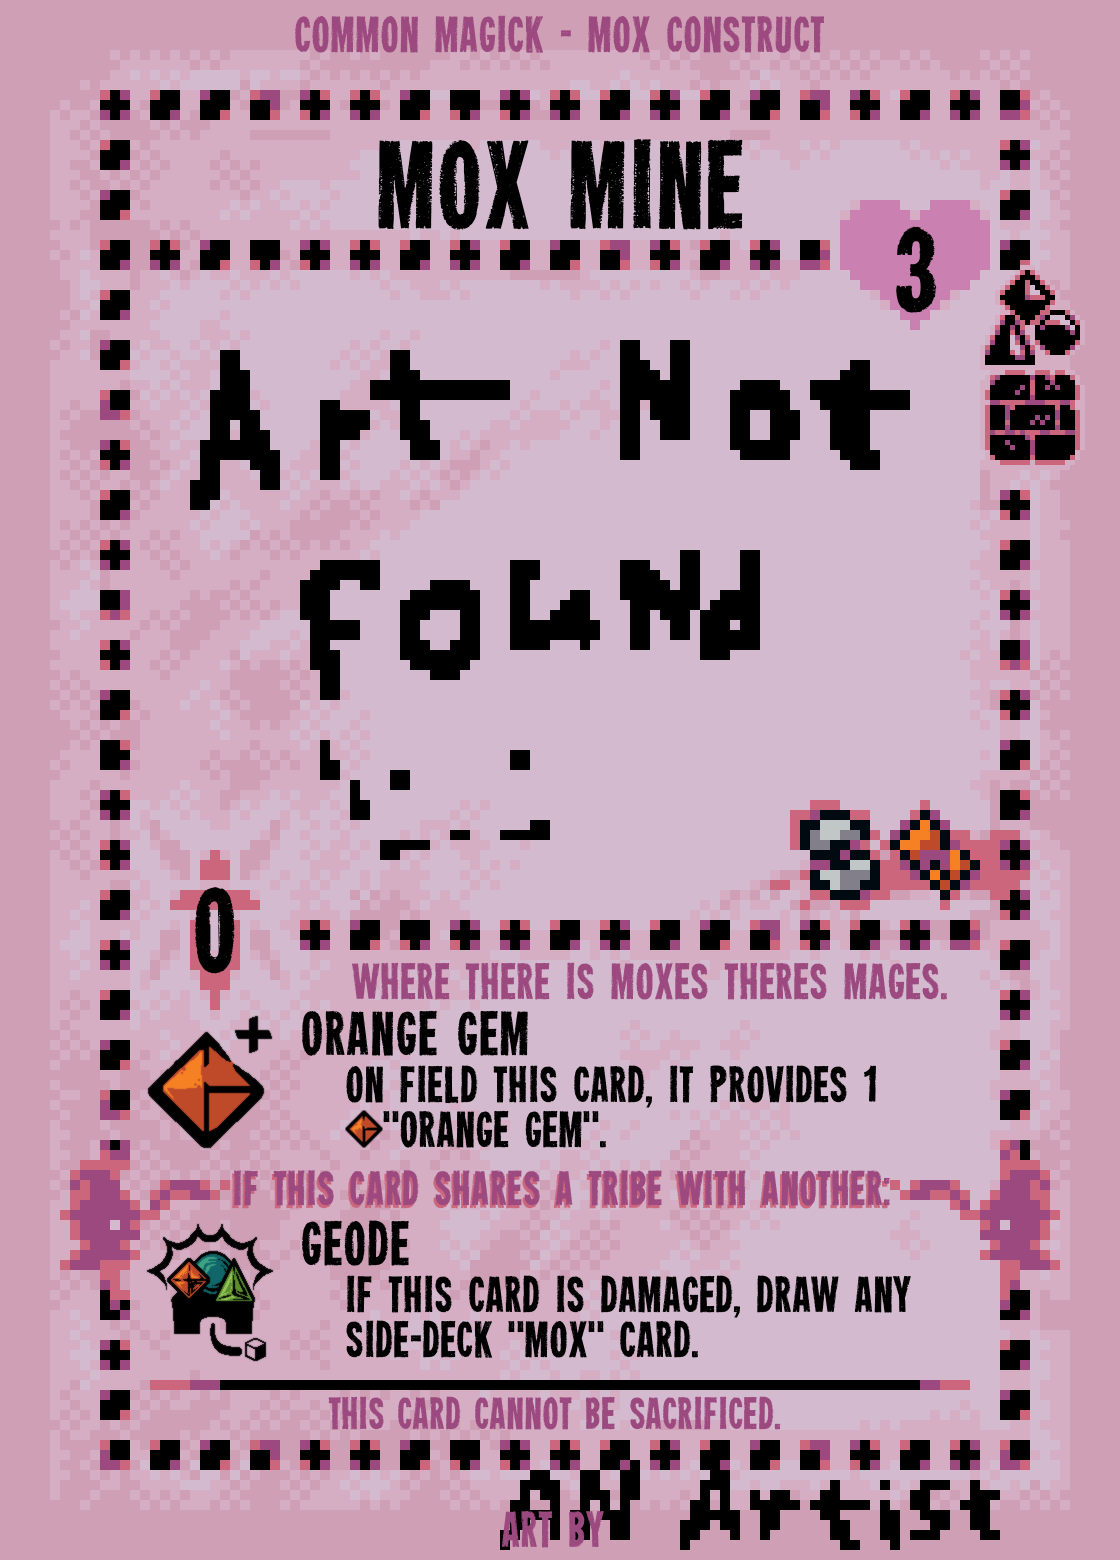 COMMON MAGICK - MOX CONSTRUCT
MOX MINE
3
Art Not
Found
0
WHERE THERE IS MOXES THERES MAGES.
ORANGE GEM
ON FIELD THIS CARD, IT PROVIDES 1
"ORANGE GEM".
IF THIS CARD SHARES A TRIBE WITH ANOTHER:
GEODE
IF THIS CARD IS DAMAGED, DRAW ANY
SIDE-DECK "MOX" CARD.
THIS CARD CANNOT BE SACRIFICED.
ART BY AN Artist